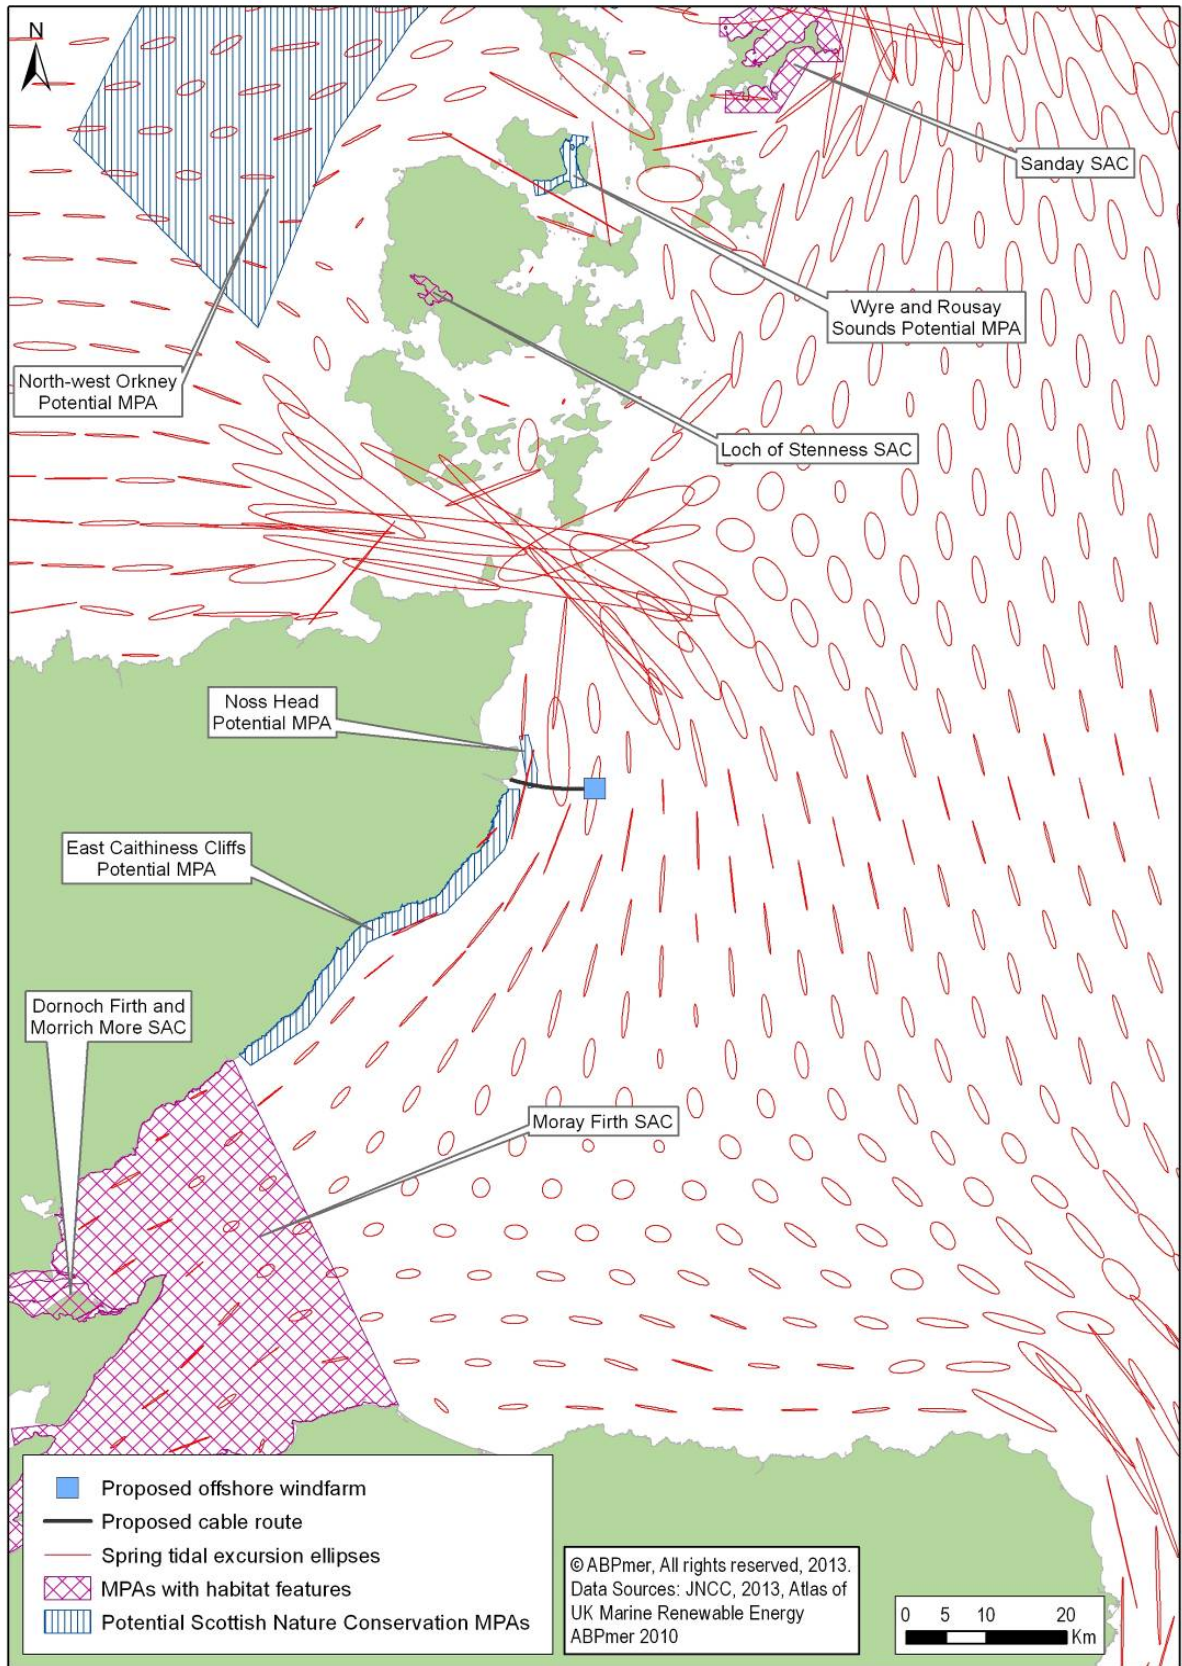 N
Sanday SAC
Wyre and Rousay
Sounds Potential MPA
North-west Orkney
Potential MPA
Loch of Stenness SAC
Noss Head
Potential MPA
East Caithiness Cliffs
Potential MPA
Dornoch Firth and
Morrich More SAC
Moray Firth SAC
Proposed offshore windfarm
Proposed cable route
Spring tidal excursion ellipses
MPAs with habitat features
Potential Scottish Nature Conservation MPAs
© ABPmer, All rights reserved, 2013.
Data Sources: JNCC, 2013, Atlas of
UK Marine Renewable Energy
ABPmer 2010
0 5 10 20
Km